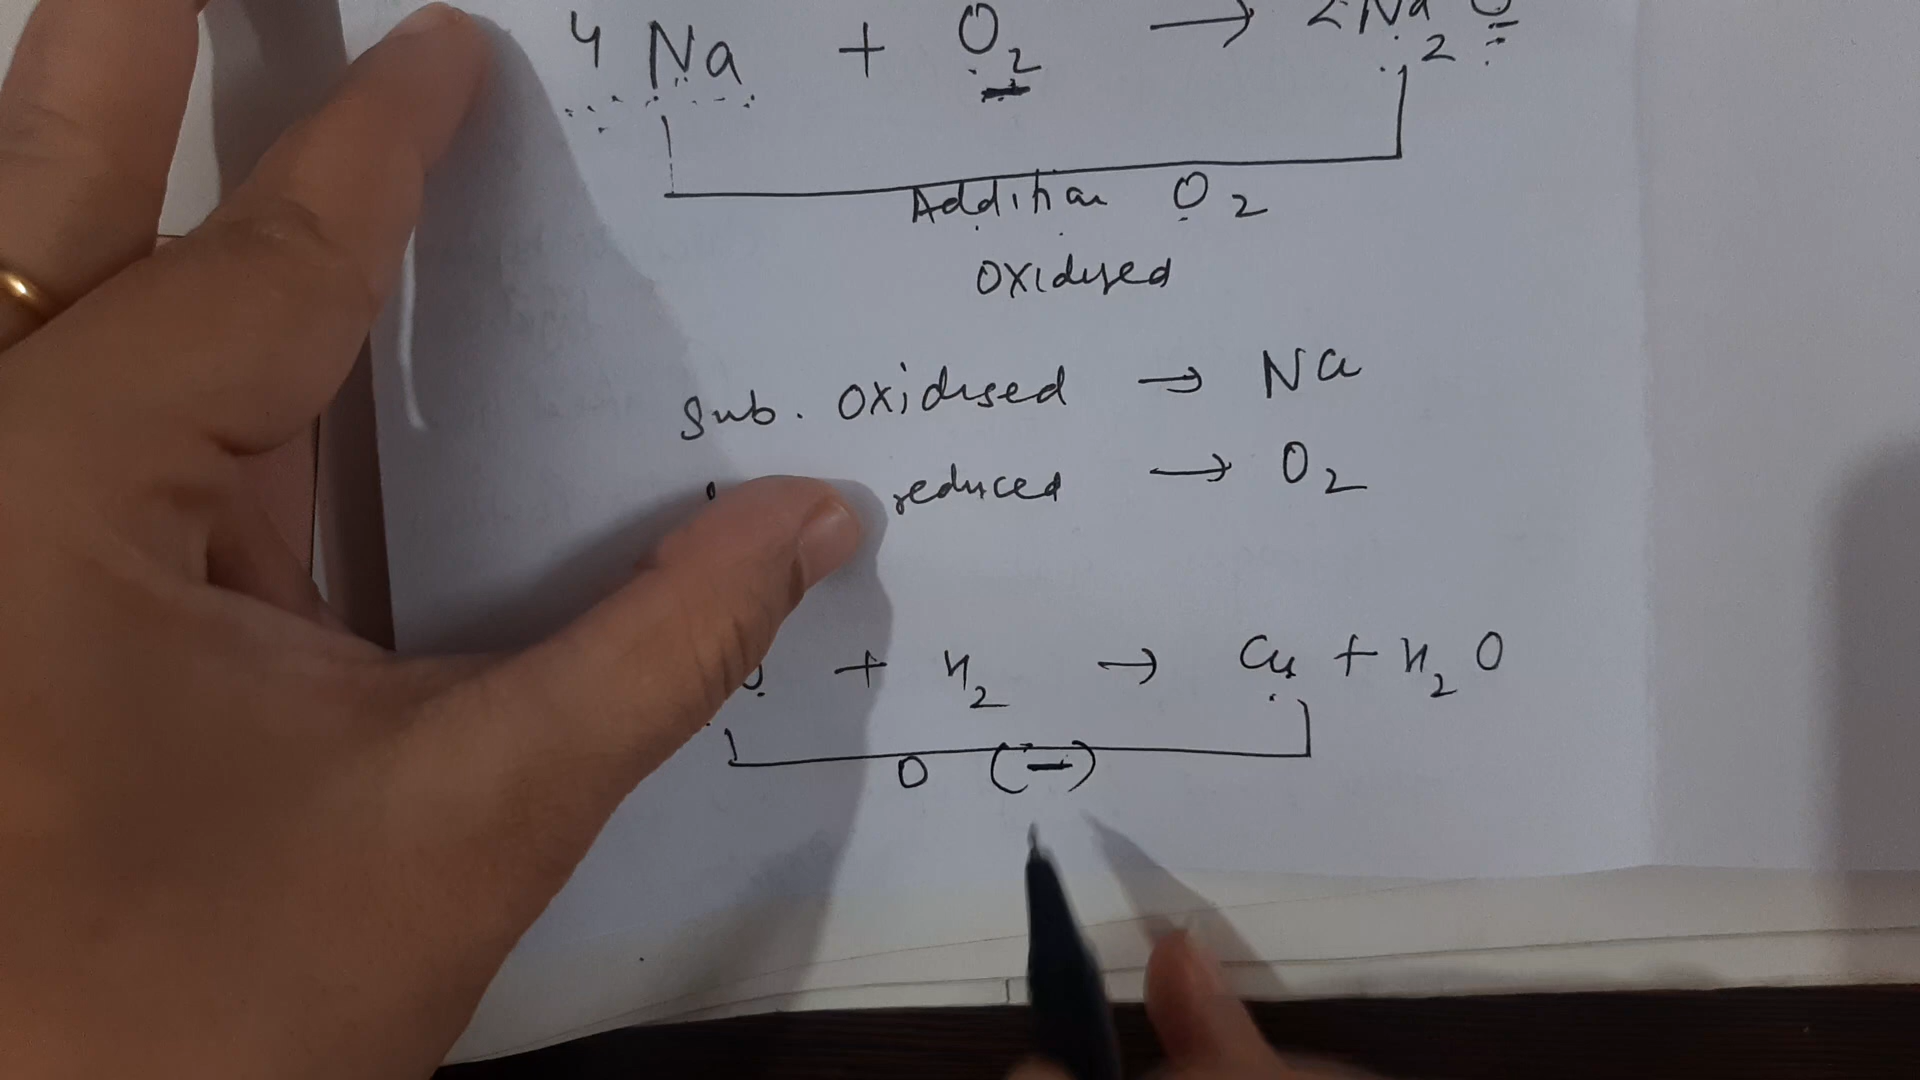 4 Na + O2 → 2Na2O
Addition O2
Oxidised
Sub. oxidised → Na
reduced → O2
+ H2 → Cu + H2O
O (-)